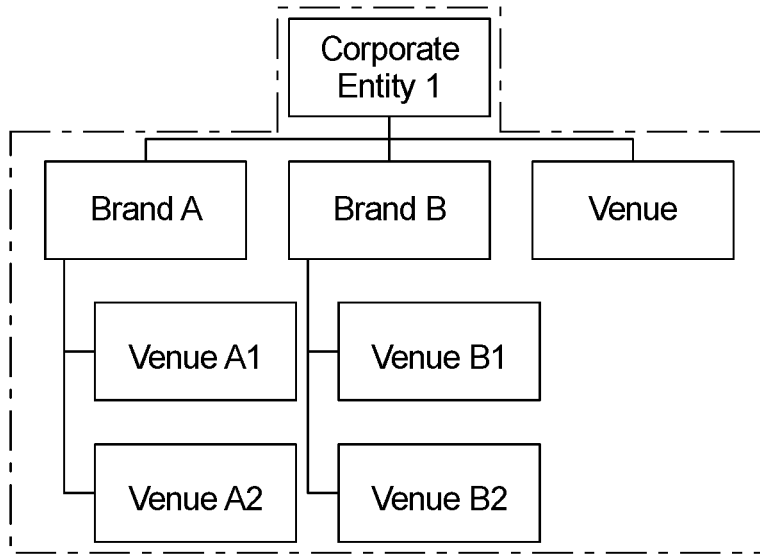 Corporate
Entity 1
Brand A
Brand B
Venue
Venue A1
Venue B1
Venue A2
Venue B2